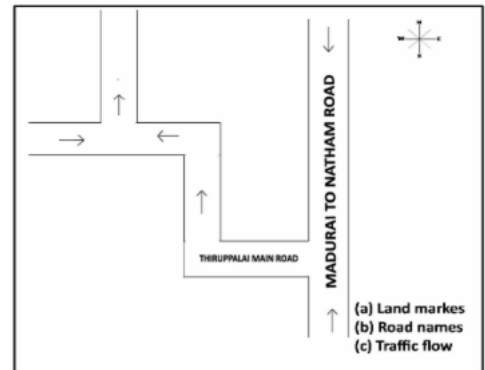 N
W E
S
MADURAI TO NATHAM ROAD
THIRUPPALAI MAIN ROAD
(a) Land markes
(b) Road names
(c) Traffic flow